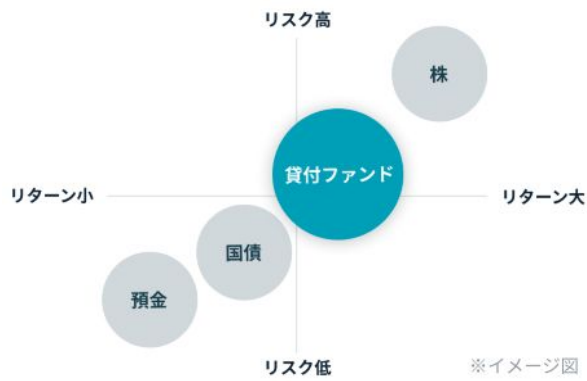 リスク高
株
貸付ファンド
リターン小
リターン大
国債
預金
リスク低
※イメージ図